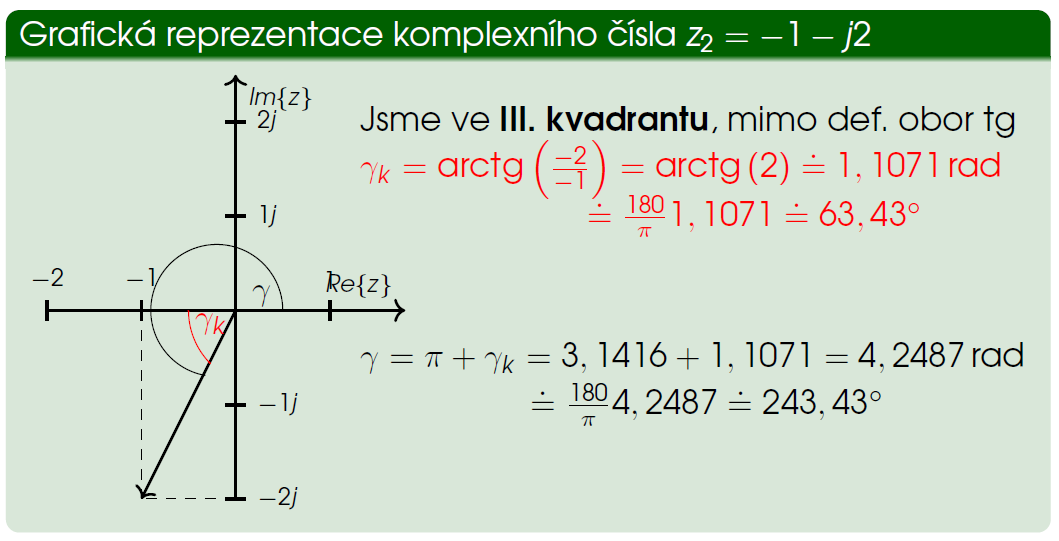 Grafická reprezentace komplexního čísla z₂ = −1 − j2
Im{z}
2j
1j
−2
−1
1
Re{z}
γ
γₖ
−1j
−2j
Jsme ve III. kvadrantu, mimo def. obor tg
γₖ = arctg (−2/−1) = arctg (2) ≐ 1, 1071 rad
≐ 180/π 1, 1071 ≐ 63, 43°
γ = π + γₖ = 3, 1416 + 1, 1071 = 4, 2487 rad
≐ 180/π 4, 2487 ≐ 243, 43°